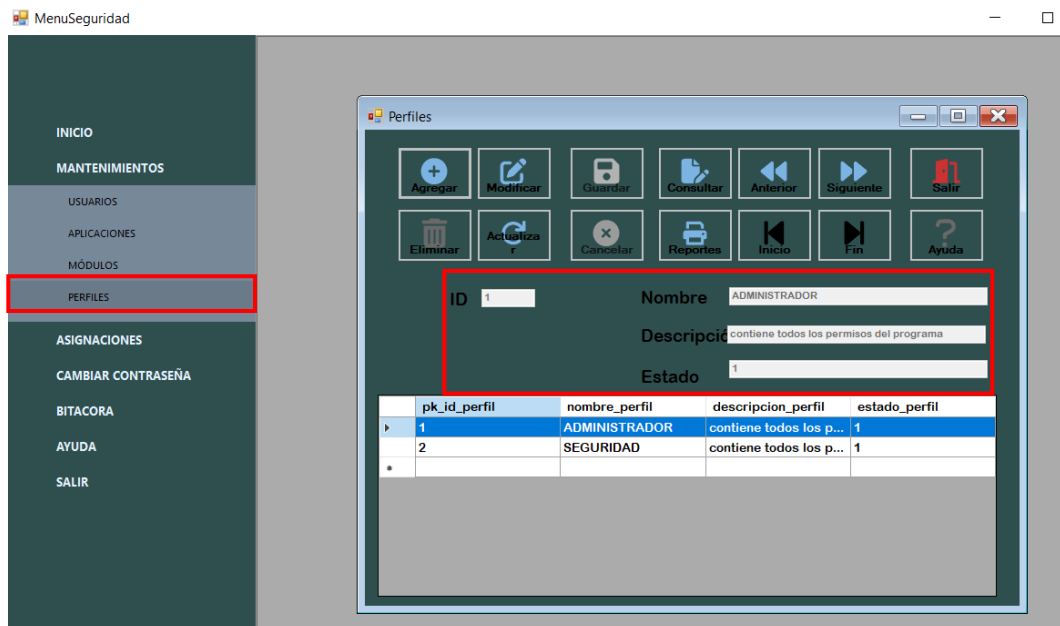 MenuSeguridad
INICIO
MANTENIMIENTOS
USUARIOS
APLICACIONES
MÓDULOS
PERFILES
ASIGNACIONES
CAMBIAR CONTRASEÑA
BITACORA
AYUDA
SALIR
Perfiles
Agregar Modificar Guardar Consultar Anterior Siguiente Salir
Eliminar Actualiza Cancelar Reportes Inicio Fin Ayuda
r
ID 1 Nombre ADMINISTRADOR
Descripció contiene todos los permisos del programa
Estado 1
pk_id_perfil nombre_perfil descripcion_perfil estado_perfil
1 ADMINISTRADOR contiene todos los p... 1
2 SEGURIDAD contiene todos los p... 1